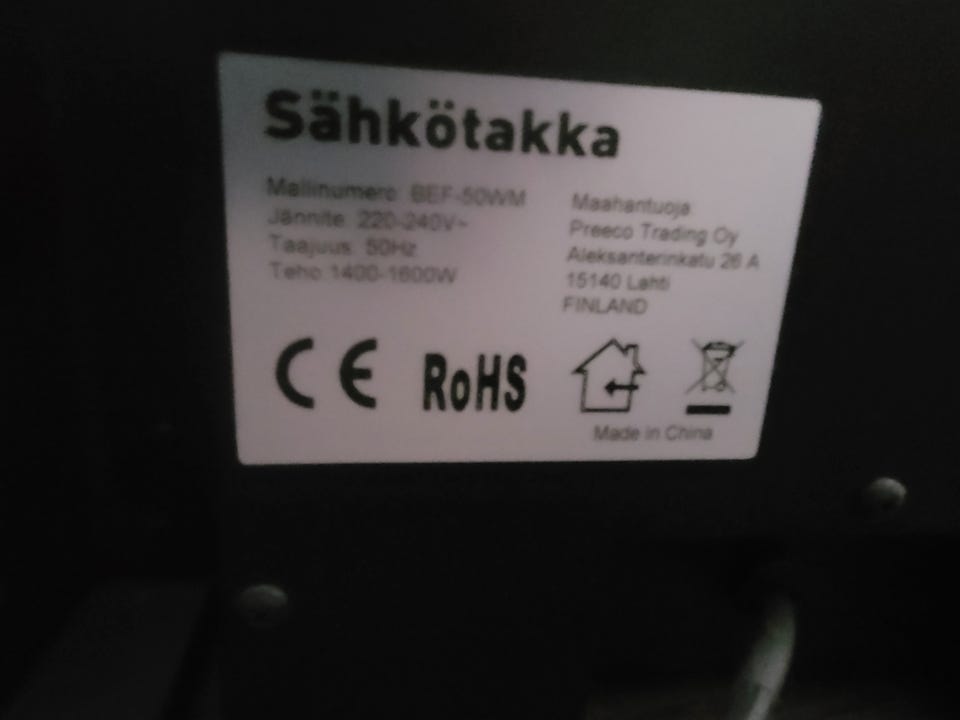 Sähkötakka
Mallinumero: BEF-50WM
Jännite: 220-240V~
Taajuus: 50Hz
Teho:1400-1600W
Maahantuoja
Preeco Trading Oy
Aleksanterinkatu 26 A
15140 Lahti
FINLAND
CE RoHS
Made in China